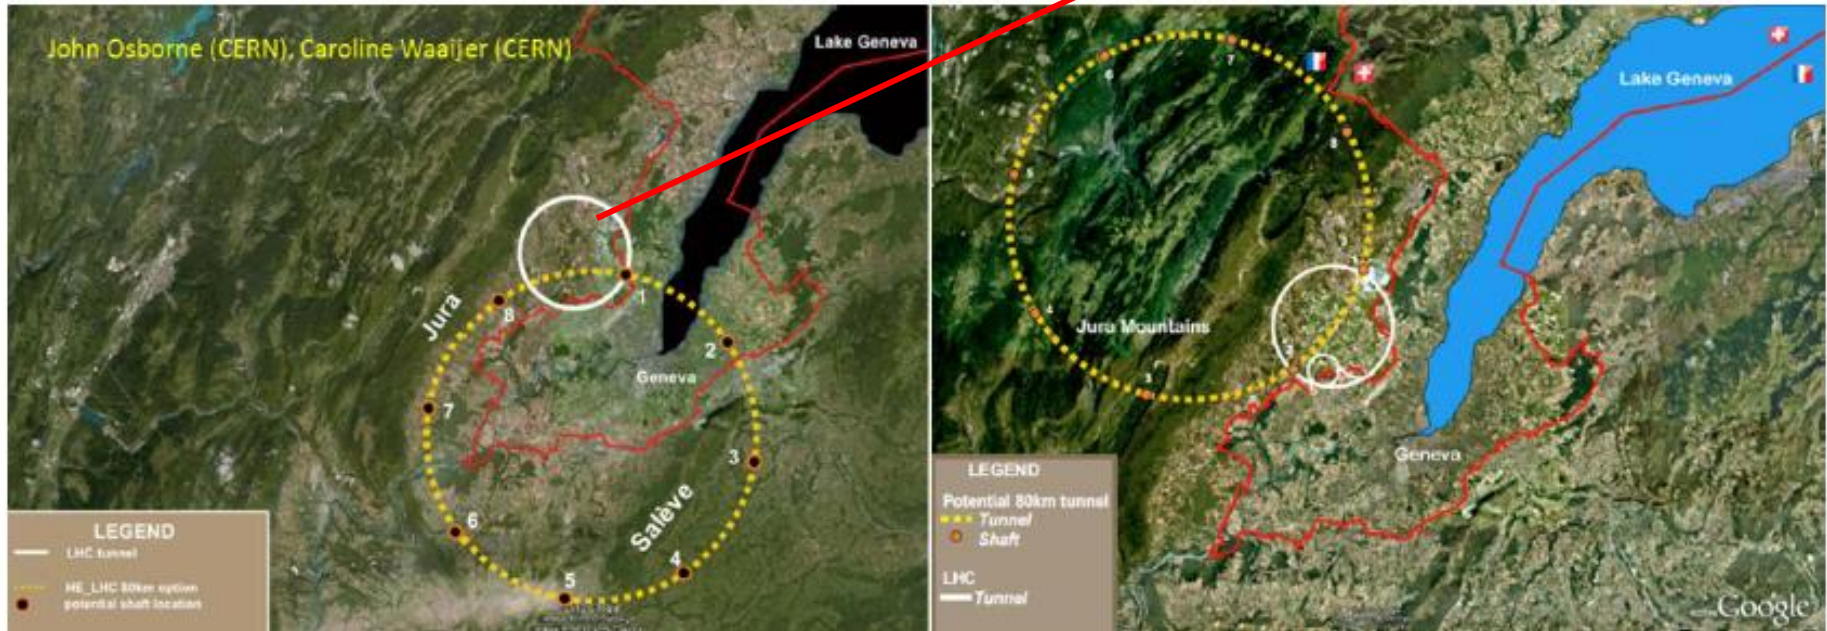 John Osborne (CERN), Caroline Waaijer (CERN)
Lake Geneva
Jura
8
1
2
Geneva
7
3
Salève
6
4
5
LEGEND
LHC tunnel
HE_LHC 80km option
potential shaft location
Lake Geneva
6
7
8
5
4
Jura Mountains
3
Geneva
LEGEND
Potential 80km tunnel
Tunnel
Shaft
LHC
Tunnel
Google